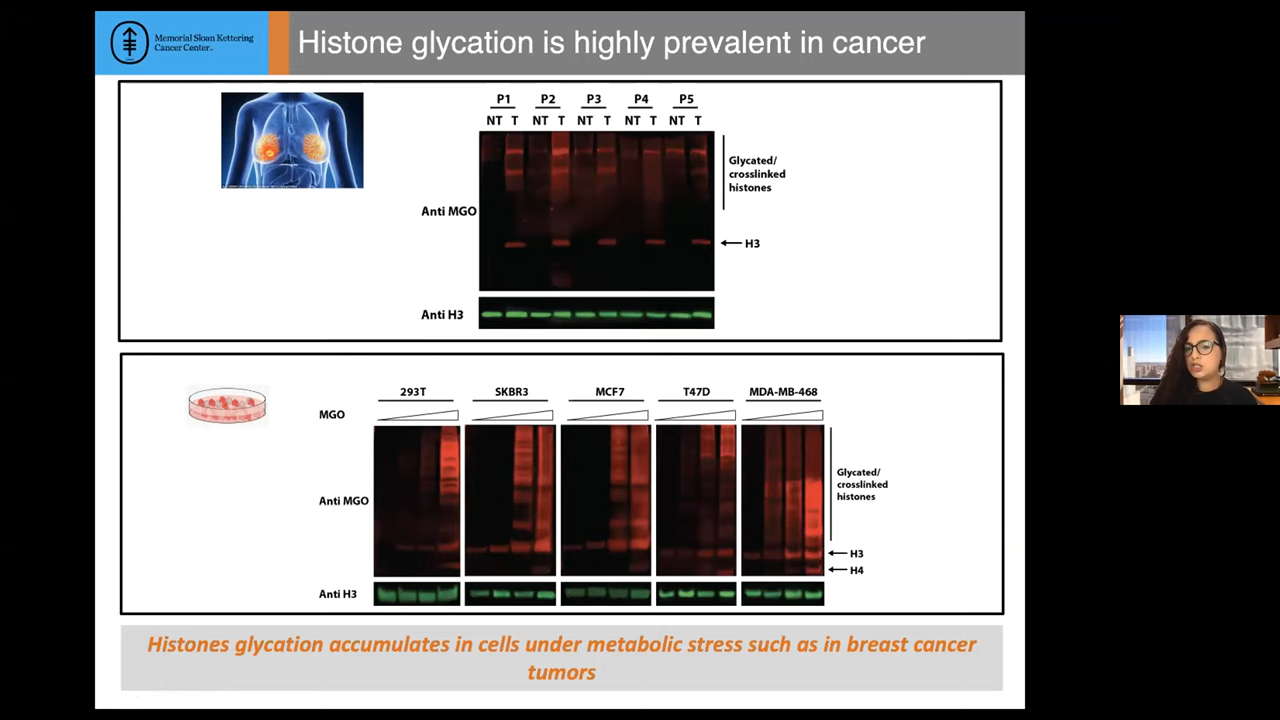 Memorial Sloan Kettering
Cancer Center
Histone glycation is highly prevalent in cancer
P1 P2 P3 P4 P5
NT T NT T NT T NT T NT T
Glycated/
crosslinked
histones
Anti MGO
H3
Anti H3
293T SKBR3 MCF7 T47D MDA-MB-468
MGO
Glycated/
crosslinked
histones
Anti MGO
H3
H4
Anti H3
Histones glycation accumulates in cells under metabolic stress such as in breast cancer
tumors